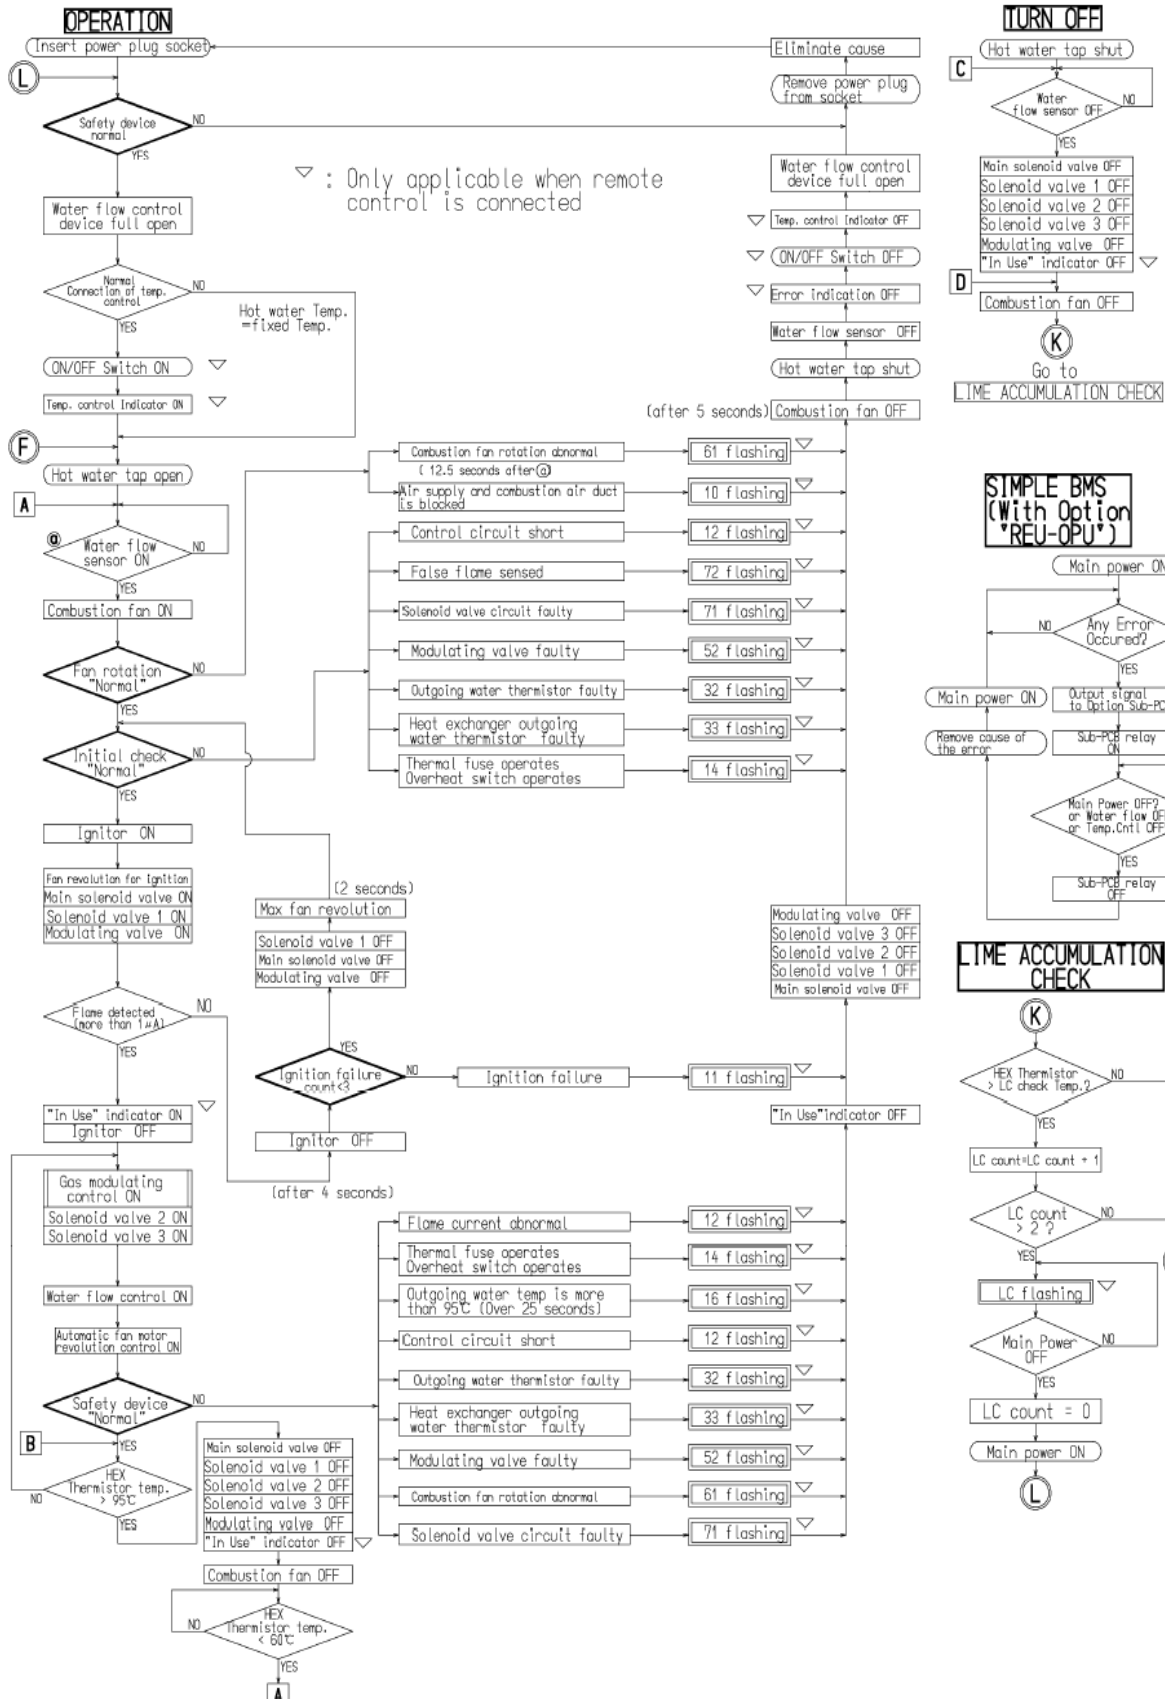 OPERATION
Insert power plug socket
L
Safety device
normal
NO
YES
Water flow control
device full open
Normal
Connection of temp.
control
NO
YES
Hot water Temp.
=fixed Temp.
ON/OFF Switch ON ▽
Temp. control Indicator ON ▽
F
Hot water tap open
A
@
Water flow
sensor ON
NO
YES
Combustion fan ON
Fan rotation
"Normal"
NO
YES
Initial check
"Normal"
NO
YES
Ignitor ON
Fan revolution for ignition
Main solenoid valve ON
Solenoid valve 1 ON
Modulating valve ON
Flame detected
(more than 1μA)
NO
YES
"In Use" indicator ON ▽
Ignitor OFF
Gas modulating
control ON
Solenoid valve 2 ON
Solenoid valve 3 ON
Water flow control ON
Automatic fan motor
revolution control ON
Safety device
"Normal"
NO
YES
B
HEX
Thermistor temp.
> 95℃
NO
YES
Main solenoid valve OFF
Solenoid valve 1 OFF
Solenoid valve 2 OFF
Solenoid valve 3 OFF
Modulating valve OFF
"In Use" indicator OFF ▽
Combustion fan OFF
HEX
Thermistor temp.
< 60℃
NO
YES
A
▽ : Only applicable when remote
control is connected
(2 seconds)
Max fan revolution
Solenoid valve 1 OFF
Main solenoid valve OFF
Modulating valve OFF
YES
Ignition failure
count<3
NO
Ignitor OFF
(after 4 seconds)
Ignition failure
11 flashing ▽
Combustion fan rotation abnormal
( 12.5 seconds after@)
61 flashing ▽
Air supply and combustion air duct
is blocked
10 flashing ▽
Control circuit short
12 flashing ▽
False flame sensed
72 flashing ▽
Solenoid valve circuit faulty
71 flashing ▽
Modulating valve faulty
52 flashing ▽
Outgoing water thermistor faulty
32 flashing ▽
Heat exchanger outgoing
water thermistor faulty
33 flashing ▽
Thermal fuse operates
Overheat switch operates
14 flashing ▽
Flame current abnormal
12 flashing ▽
Thermal fuse operates
Overheat switch operates
14 flashing ▽
Outgoing water temp is more
than 95℃ (Over 25 seconds)
16 flashing ▽
Control circuit short
12 flashing ▽
Outgoing water thermistor faulty
32 flashing ▽
Heat exchanger outgoing
water thermistor faulty
33 flashing ▽
Modulating valve faulty
52 flashing ▽
Combustion fan rotation abnormal
61 flashing ▽
Solenoid valve circuit faulty
71 flashing ▽
Eliminate cause
Remove power plug
from socket
Water flow control
device full open
▽ Temp. control Indicator OFF
▽ ON/OFF Switch OFF
▽ Error indication OFF
Water flow sensor OFF
Hot water tap shut
(after 5 seconds) Combustion fan OFF
Modulating valve OFF
Solenoid valve 3 OFF
Solenoid valve 2 OFF
Solenoid valve 1 OFF
Main solenoid valve OFF
"In Use"indicator OFF
TURN OFF
Hot water tap shut
C
Water
flow sensor OFF
NO
YES
Main solenoid valve OFF
Solenoid valve 1 OFF
Solenoid valve 2 OFF
Solenoid valve 3 OFF
Modulating valve OFF
"In Use" indicator OFF ▽
D
Combustion fan OFF
K
Go to
LIME ACCUMULATION CHECK
SIMPLE BMS
(With Option
"REU-OPU")
Main power ON
Any Error
Occured?
NO
YES
Main power ON
Output signal
to Option Sub-PC
Remove cause of
the error
Sub-PCB relay
ON
Main Power OFF?
or Water flow OF
or Temp.Cntl OFF
YES
Sub-PCB relay
OFF
LIME ACCUMULATION
CHECK
K
HEX Thermistor
> LC check Temp.?
NO
YES
LC count=LC count + 1
LC count
> 2 ?
NO
YES
LC flashing ▽
Main Power
OFF
NO
YES
LC count = 0
Main power ON
L